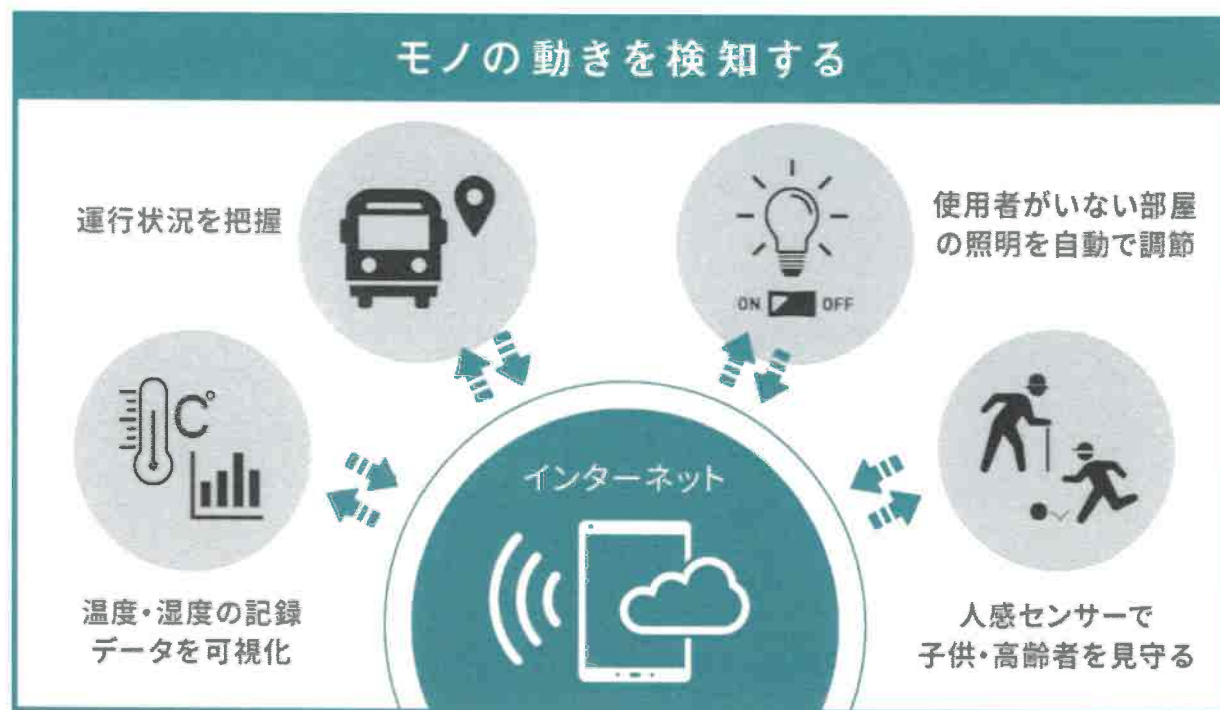 モノの動きを検知する
運行状況を把握
使用者がいない部屋
の照明を自動で調節
ON OFF
C°
インターネット
温度・湿度の記録
データを可視化
人感センサーで
子供・高齢者を見守る